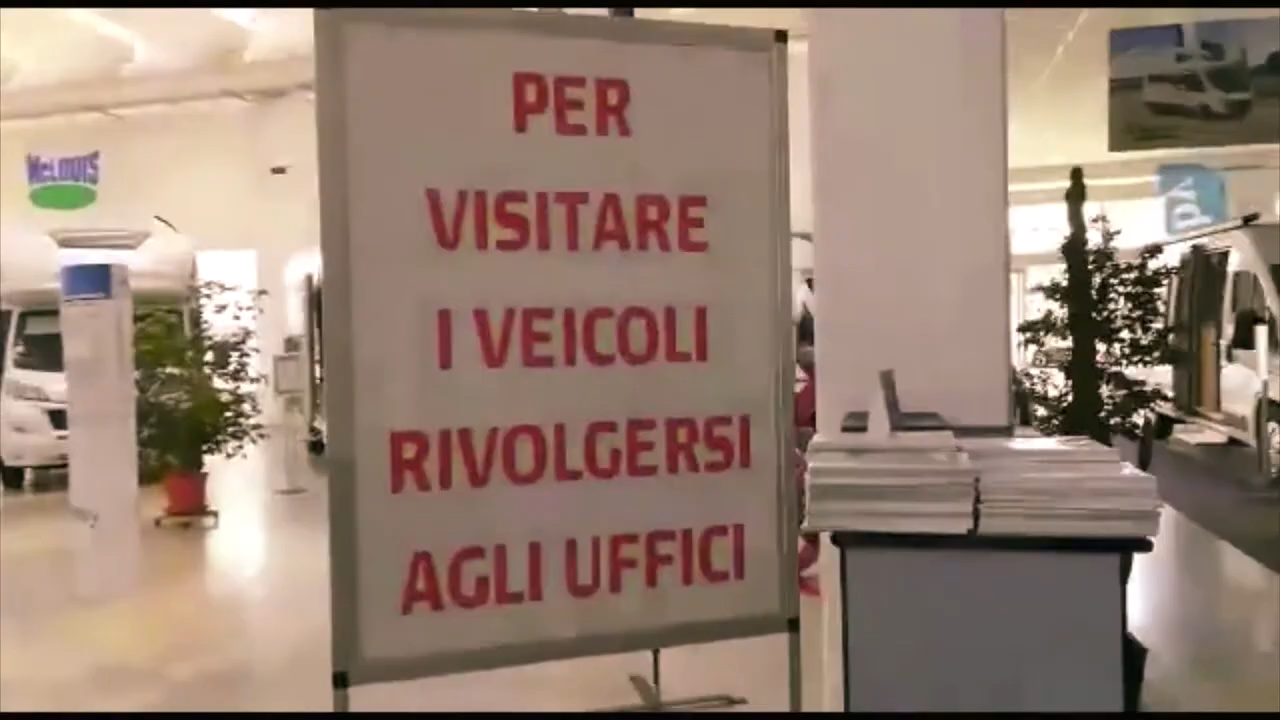 McLOUIS
PER
VISITARE
I VEICOLI
RIVOLGERSI
AGLI UFFICI